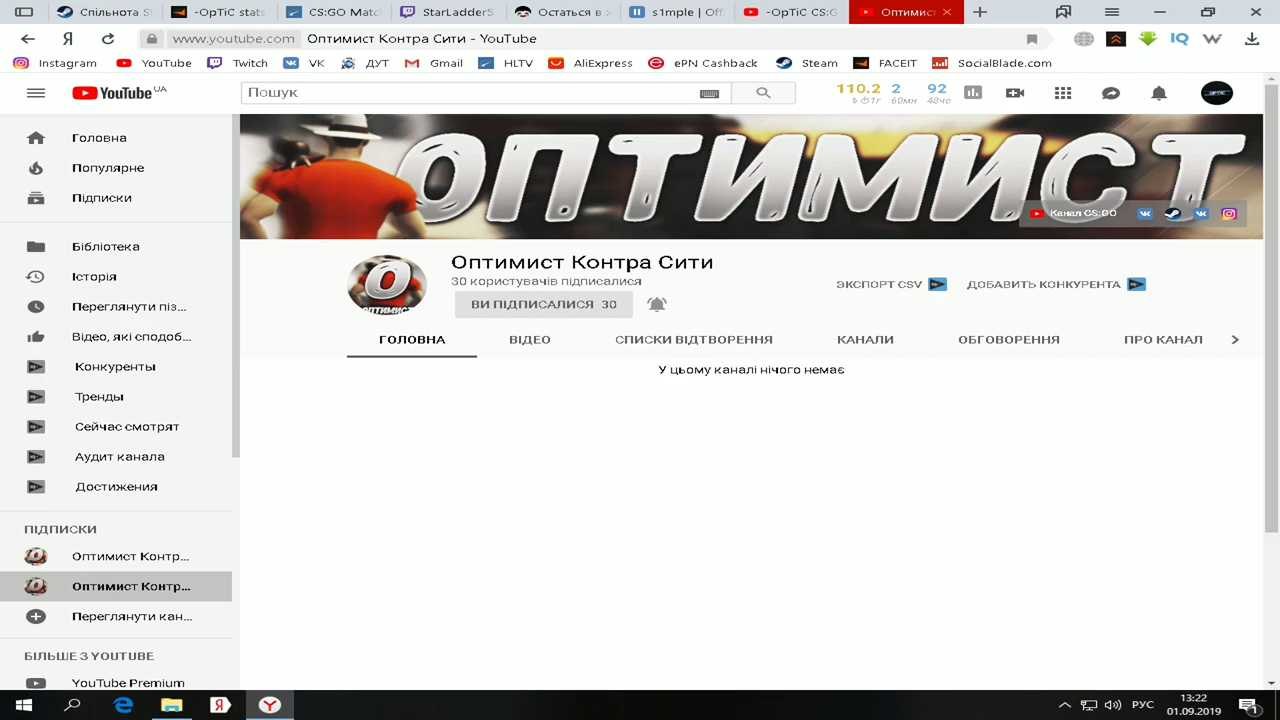 Спільнота S
-OpTiC stats
CS:GO Matcl
StarLadder5
Остаться в
s1mple | Off
-OpTiC CS:G
Оптимист
www.youtube.com Оптимист Контра Сити - YouTube
Instagram YouTube Twitch VK ДУТ Gmail HLTV AliExpress ePN Cashback Steam FACEIT SocialBlade.com
YouTube UA
Пошук
110.2 2 92
60мн 48чс
IQ
Головна
Популярне
Підписки
Бібліотека
Історія
Переглянути піз...
Відео, які сподоб...
Конкуренты
Тренды
Сейчас смотрят
Аудит канала
Достижения
ПІДПИСКИ
Оптимист Контр...
Оптимист Контр...
Переглянути кан...
БІЛЬШЕ З YOUTUBE
YouTube Premium
ОПТИМИСТ
Канал CS:GO
Оптимист Контра Сити
30 користувачів підписалися
ВИ ПІДПИСАЛИСЯ 30
ЭКСПОРТ CSV
ДОБАВИТЬ КОНКУРЕНТА
ГОЛОВНА ВІДЕО СПИСКИ ВІДТВОРЕННЯ КАНАЛИ ОБГОВОРЕННЯ ПРО КАНАЛ
У цьому каналі нічого немає
РУС
13:22
01.09.2019